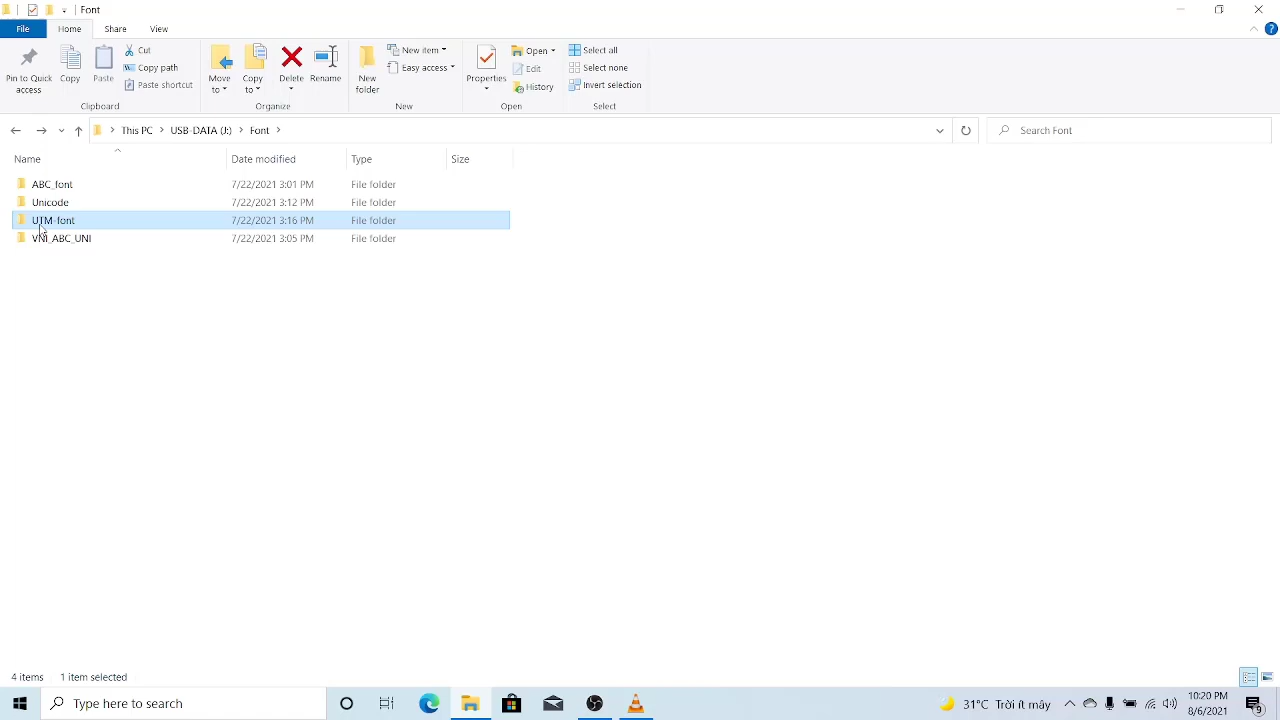 Font
File Home Share View
Pin to Quick access
Copy
Paste
Cut
Copy path
Paste shortcut
Clipboard
Move to
Copy to
Delete
Rename
Organize
New folder
New item
Easy access
New
Properties
Open
Edit
History
Open
Select all
Select none
Invert selection
Select
This PC USB-DATA (J:) Font
Search Font
Name Date modified Type Size
ABC_font 7/22/2021 3:01 PM File folder
Unicode 7/22/2021 3:12 PM File folder
UTM-font 7/22/2021 3:16 PM File folder
VNI_ABC_UNI 7/22/2021 3:05 PM File folder
4 items 1 item selected
Type here to search
31°C Trời ít mây
10:20 PM
8/6/2021